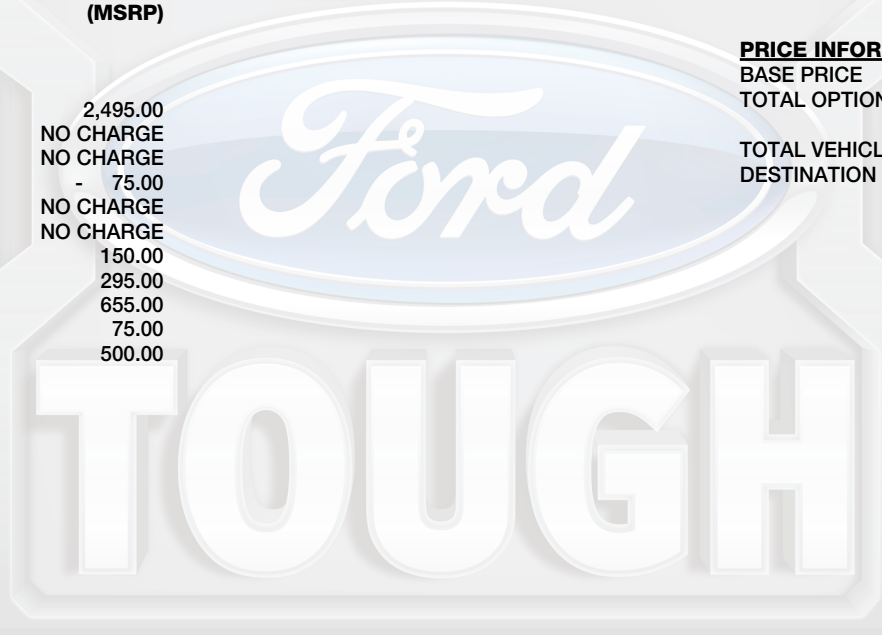 (MSRP)
2,495.00
NO CHARGE
NO CHARGE
- 75.00
NO CHARGE
NO CHARGE
150.00
295.00
655.00
75.00
500.00
PRICE INFOR
BASE PRICE
TOTAL OPTION
TOTAL VEHICL
DESTINATION
Ford
TOUGH